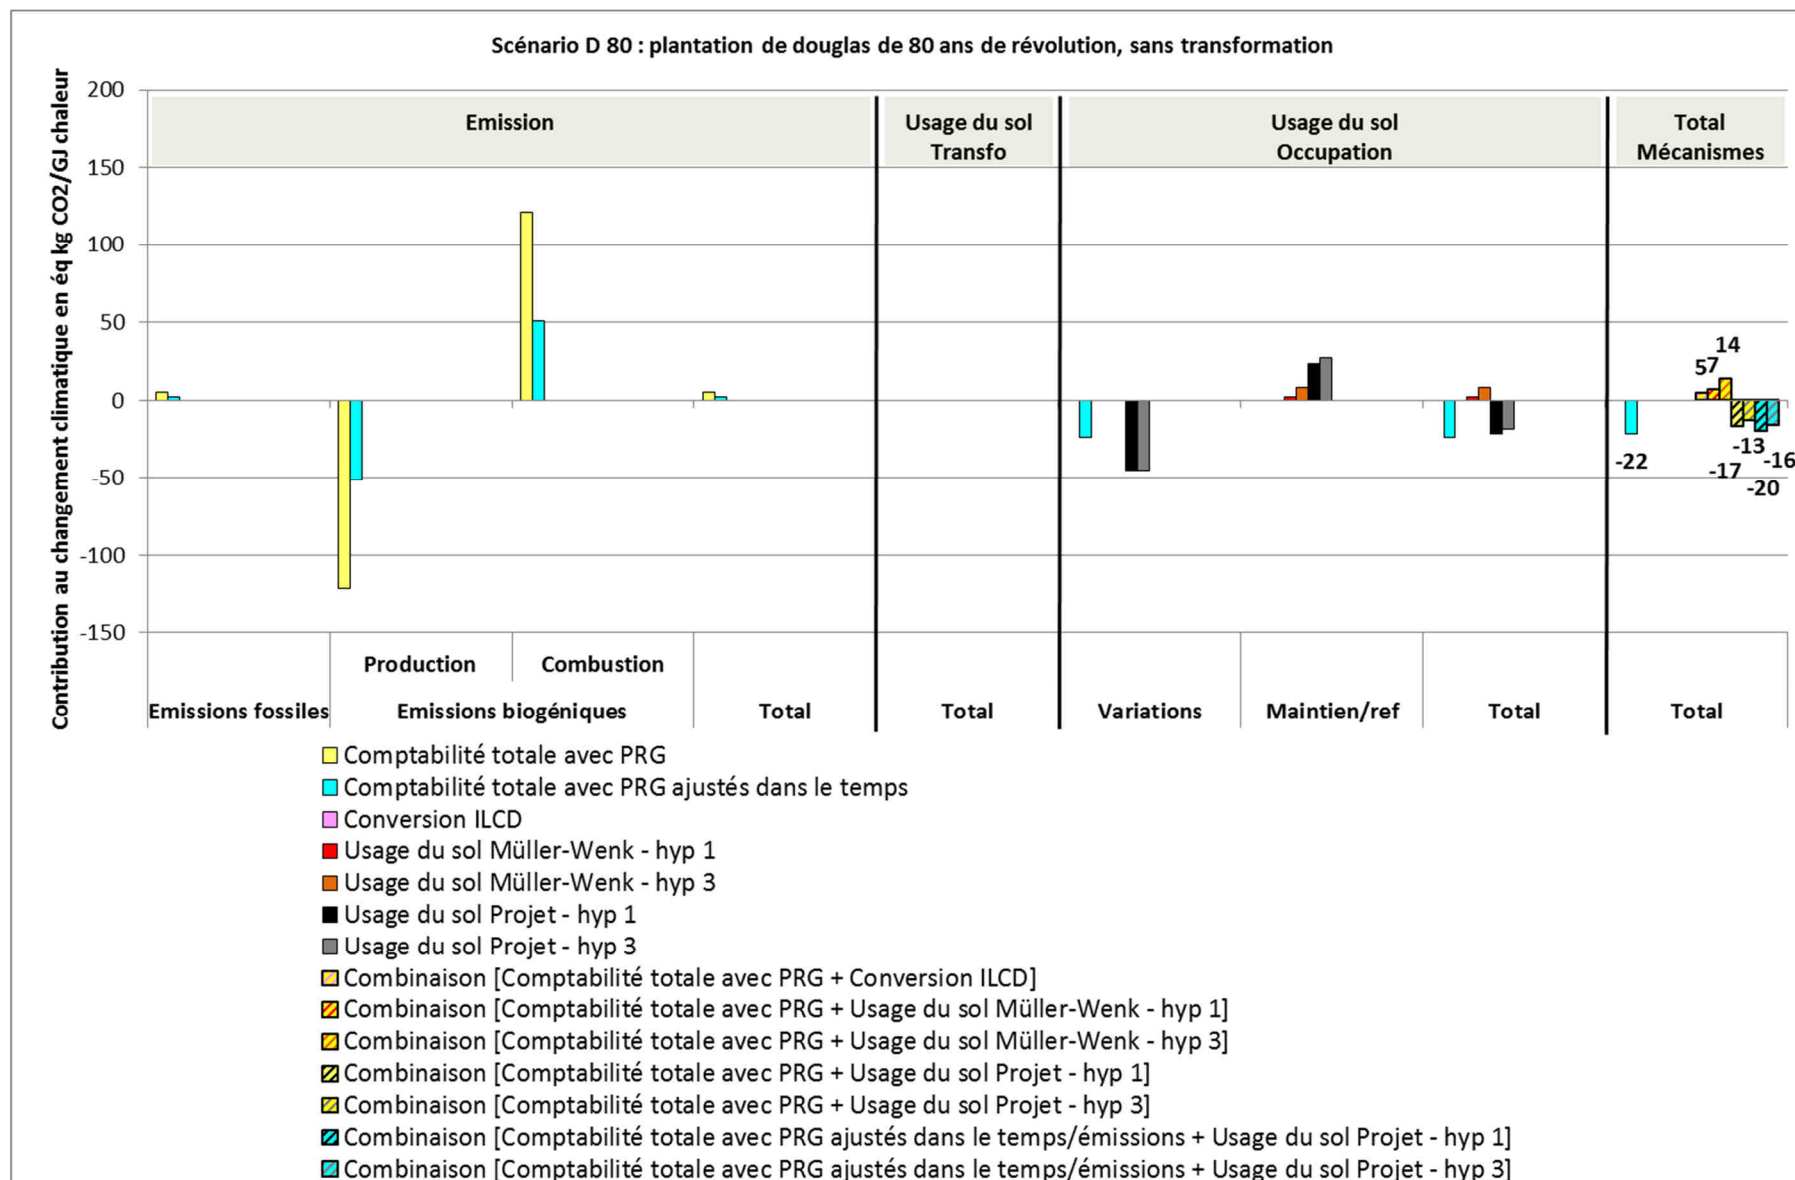 Scénario D 80 : plantation de douglas de 80 ans de révolution, sans transformation
Contribution au changement climatique en éq kg CO2/GJ chaleur
200
150
100
50
0
-50
-100
-150
Emission
Usage du sol
Transfo
Usage du sol
Occupation
Total
Mécanismes
-22
5
7
14
-17
-13
-20
-16
Production
Combustion
Emissions fossiles
Emissions biogéniques
Total
Total
Variations
Maintien/ref
Total
Total
Comptabilité totale avec PRG
Comptabilité totale avec PRG ajustés dans le temps
Conversion ILCD
Usage du sol Müller-Wenk - hyp 1
Usage du sol Müller-Wenk - hyp 3
Usage du sol Projet - hyp 1
Usage du sol Projet - hyp 3
Combinaison [Comptabilité totale avec PRG + Conversion ILCD]
Combinaison [Comptabilité totale avec PRG + Usage du sol Müller-Wenk - hyp 1]
Combinaison [Comptabilité totale avec PRG + Usage du sol Müller-Wenk - hyp 3]
Combinaison [Comptabilité totale avec PRG + Usage du sol Projet - hyp 1]
Combinaison [Comptabilité totale avec PRG + Usage du sol Projet - hyp 3]
Combinaison [Comptabilité totale avec PRG ajustés dans le temps/émissions + Usage du sol Projet - hyp 1]
Combinaison [Comptabilité totale avec PRG ajustés dans le temps/émissions + Usage du sol Projet - hyp 3]